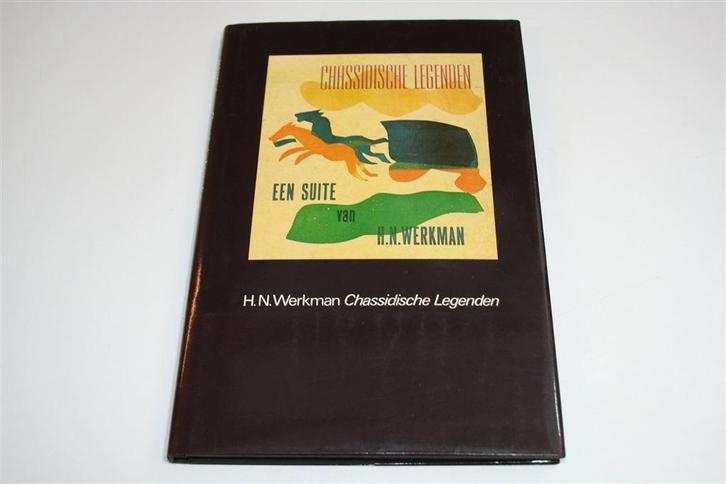 CHASSIDISCHE LEGENDEN
EEN SUITE
van
H.N.WERKMAN
H.N.Werkman Chassidische Legenden